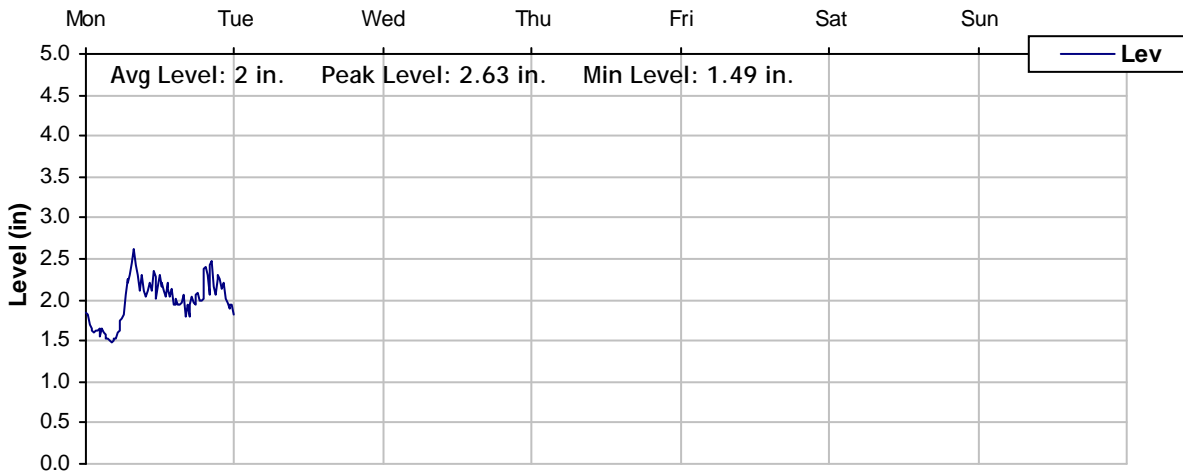 Mon Tue Wed Thu Fri Sat Sun
Lev
Avg Level: 2 in. Peak Level: 2.63 in. Min Level: 1.49 in.
5.0
4.5
4.0
3.5
3.0
2.5
2.0
1.5
1.0
0.5
0.0
Level (in)